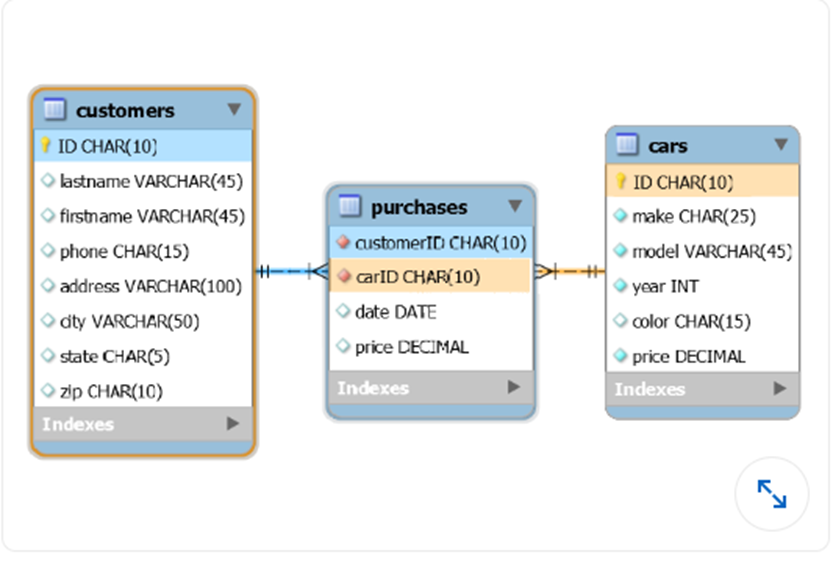 customers
ID CHAR(10)
lastname VARCHAR(45)
firstname VARCHAR(45)
phone CHAR(15)
address VARCHAR(100)
city VARCHAR(50)
state CHAR(5)
zip CHAR(10)
Indexes
purchases
customerID CHAR(10)
carID CHAR(10)
date DATE
price DECIMAL
Indexes
cars
ID CHAR(10)
make CHAR(25)
model VARCHAR(45)
year INT
color CHAR(15)
price DECIMAL
Indexes